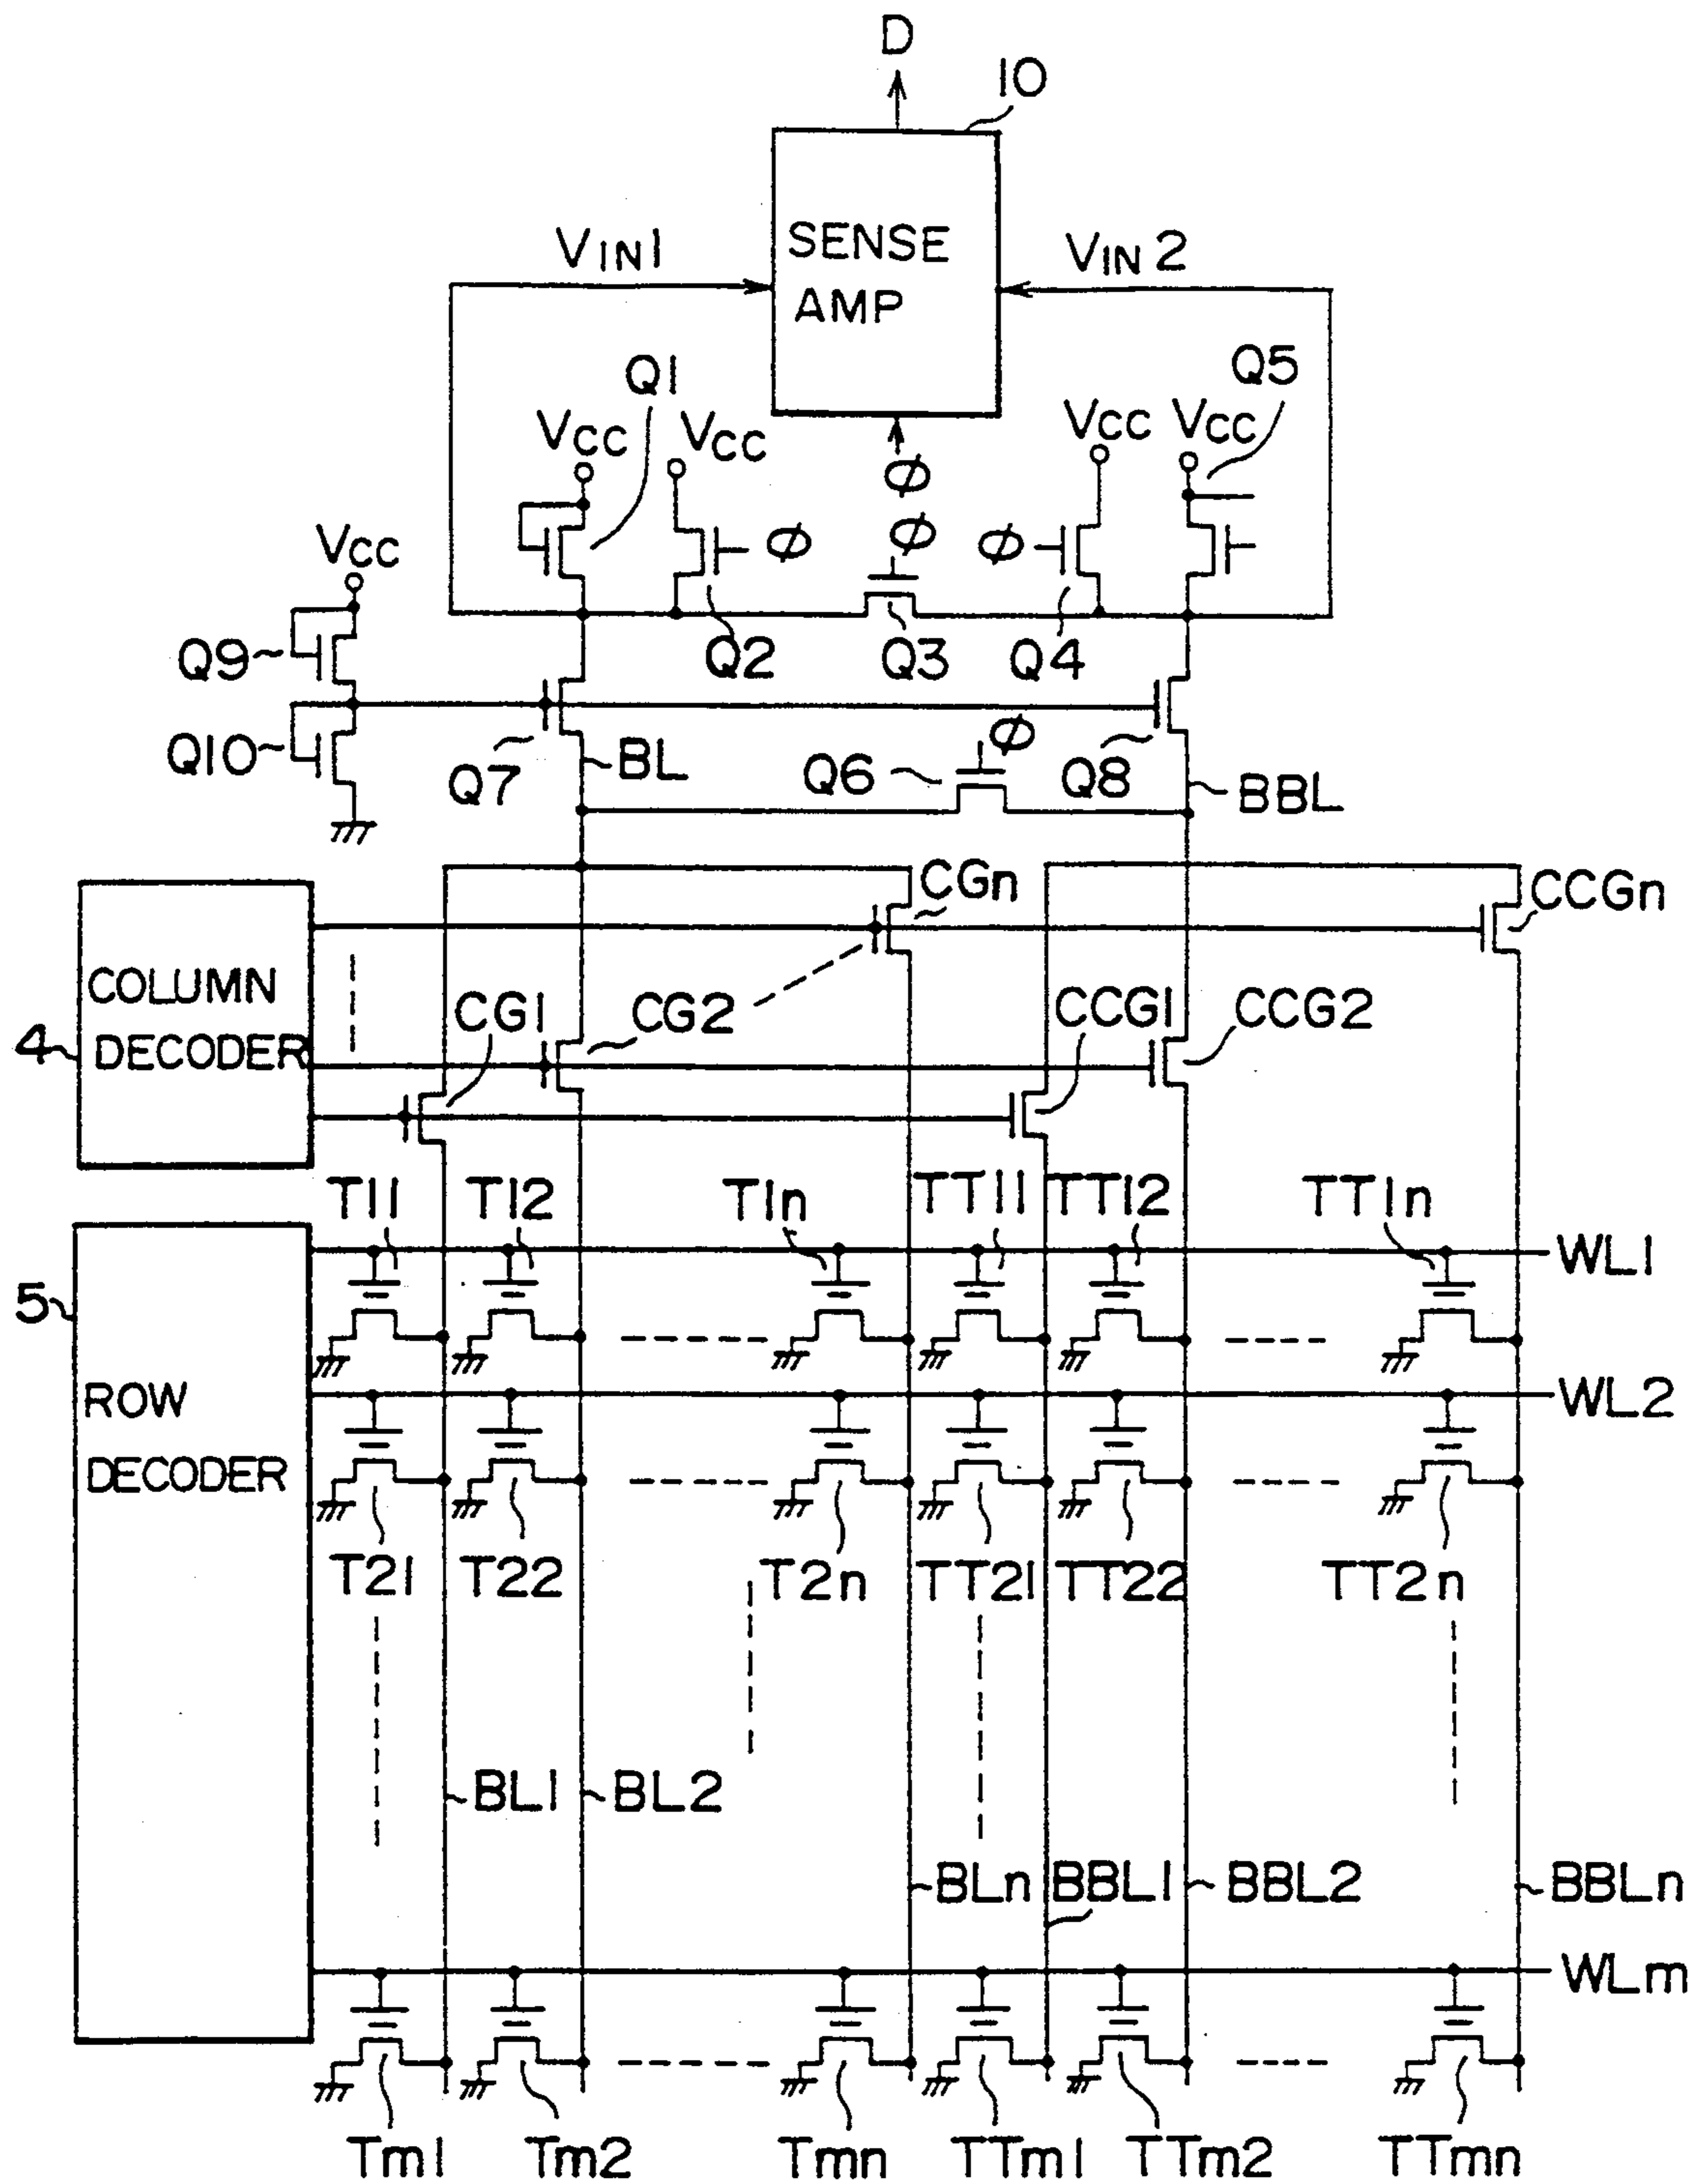 D
10
SENSE
AMP
VIN1
VIN2
Q1
Q5
VCC
VCC
VCC
VCC
Ø
Ø
Ø
Ø
VCC
Q9
Q2
Q3
Q4
Q10
Q7
BL
Q6
Ø
Q8
BBL
CGn
CCGn
COLUMN
DECODER
4
CG1
CG2
CCG1
CCG2
T11
T12
T1n
TT11
TT12
TT1n
WL1
5
ROW
DECODER
WL2
T21
T22
T2n
TT21
TT22
TT2n
BL1
BL2
BLn
BBL1
BBL2
BBLn
WLm
Tm1
Tm2
Tmn
TTm1
TTm2
TTmn